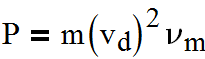 P = m(v_d)^2 ν_m